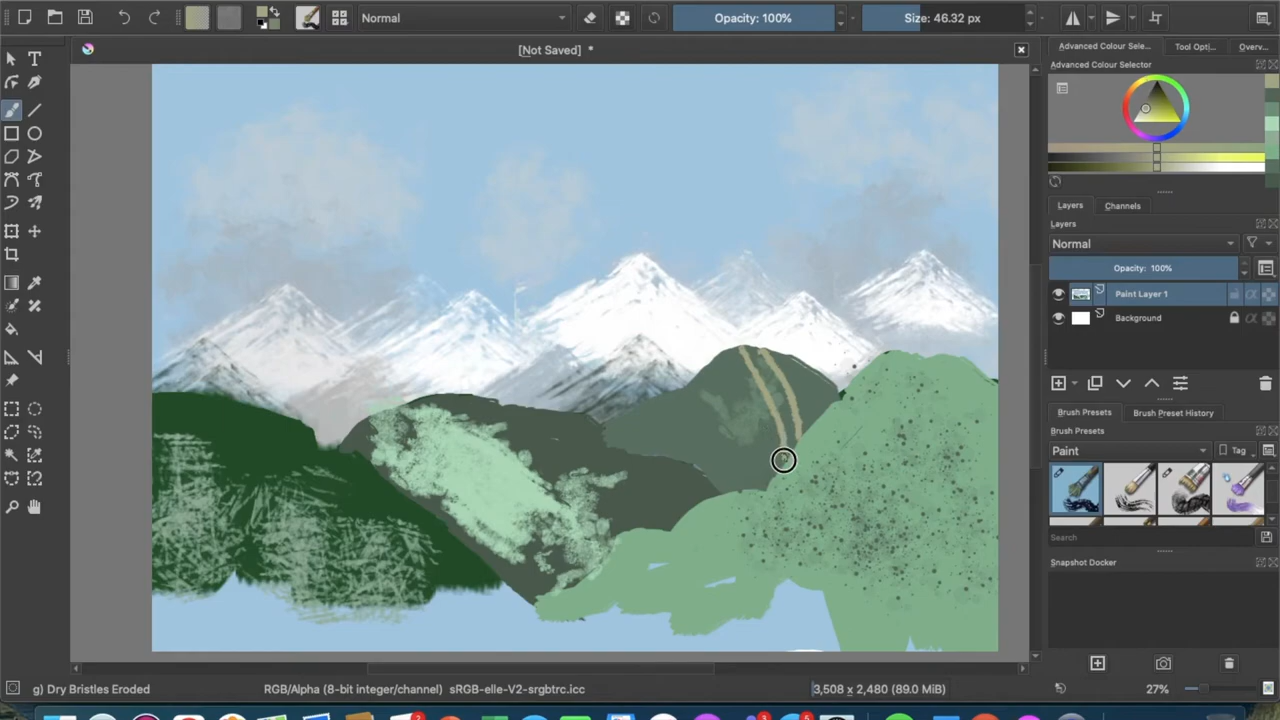 Normal
Opacity: 100%
Size: 46.32 px
[Not Saved] *
Advanced Colour Sele...
Tool Opti...
Overv...
Advanced Colour Selector
Layers
Channels
Layers
Normal
Opacity: 100%
Paint Layer 1
Background
Brush Presets
Brush Preset History
Brush Presets
Paint
Tag
Search
Snapshot Docker
g) Dry Bristles Eroded
RGB/Alpha (8-bit integer/channel) sRGB-elle-V2-srgbtrc.icc
3,508 x 2,480 (89.0 MiB)
27%